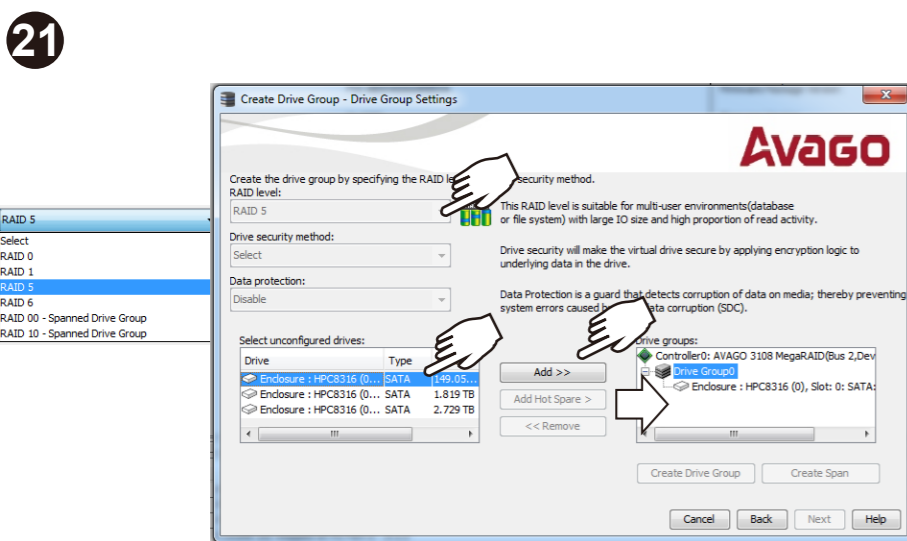 21
Create Drive Group - Drive Group Settings
Avago
Create the drive group by specifying the RAID le security method.
RAID level:
RAID 5
This RAID level is suitable for multi-user environments(database
or file system) with large IO size and high proportion of read activity.
Drive security method:
Select
Drive security will make the virtual drive secure by applying encryption logic to
underlying data in the drive.
Data protection:
Disable
Data Protection is a guard that detects corruption of data on media; thereby preventing
system errors caused ata corruption (SDC).
RAID 5
Select
RAID 0
RAID 1
RAID 5
RAID 6
RAID 00 - Spanned Drive Group
RAID 10 - Spanned Drive Group
Select unconfigured drives:
Drive Type
Enclosure : HPC8316 (0... SATA 149.05...
Enclosure : HPC8316 (0... SATA 1.819 TB
Enclosure : HPC8316 (0... SATA 2.729 TB
Add >>
Add Hot Spare >
<< Remove
Drive groups:
Controller0: AVAGO 3108 MegaRAID(Bus 2,Dev
Drive Group0
Enclosure : HPC8316 (0), Slot: 0: SATA:
Create Drive Group
Create Span
Cancel
Back
Next
Help